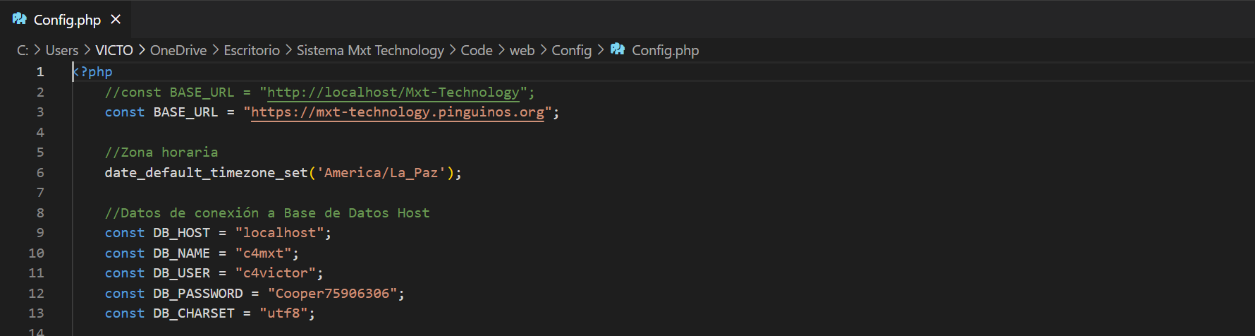 Config.php ×
C: > Users > VICTO > OneDrive > Escritorio > Sistema Mxt Technology > Code > web > Config > Config.php
1 <?php
2 //const BASE_URL = "http://localhost/Mxt-Technology";
3 const BASE_URL = "https://mxt-technology.pinguinos.org";
4
5 //Zona horaria
6 date_default_timezone_set('America/La_Paz');
7
8 //Datos de conexión a Base de Datos Host
9 const DB_HOST = "localhost";
10 const DB_NAME = "c4mxt";
11 const DB_USER = "c4victor";
12 const DB_PASSWORD = "Cooper75906306";
13 const DB_CHARSET = "utf8";
14